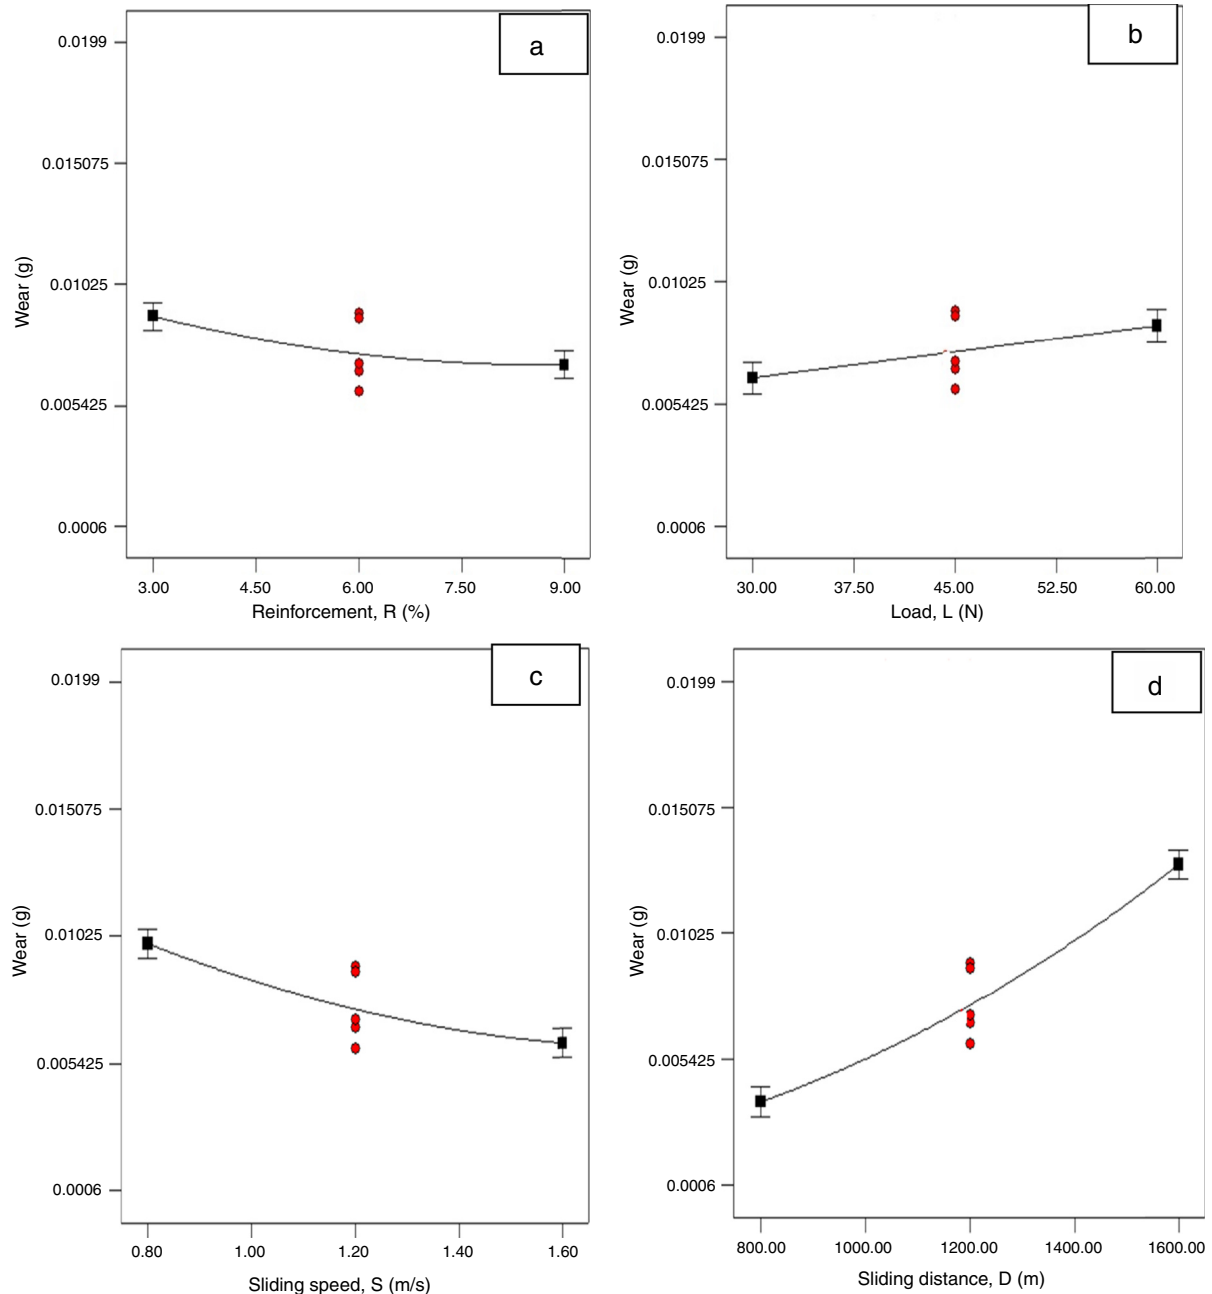 a
0.0199
0.015075
0.01025
0.005425
0.0006
Wear (g)
3.00 4.50 6.00 7.50 9.00
Reinforcement, R (%)
b
0.0199
0.015075
0.01025
0.005425
0.0006
Wear (g)
30.00 37.50 45.00 52.50 60.00
Load, L (N)
c
0.0199
0.015075
0.01025
0.005425
0.0006
Wear (g)
0.80 1.00 1.20 1.40 1.60
Sliding speed, S (m/s)
d
0.0199
0.015075
0.01025
0.005425
0.0006
Wear (g)
800.00 1000.00 1200.00 1400.00 1600.00
Sliding distance, D (m)